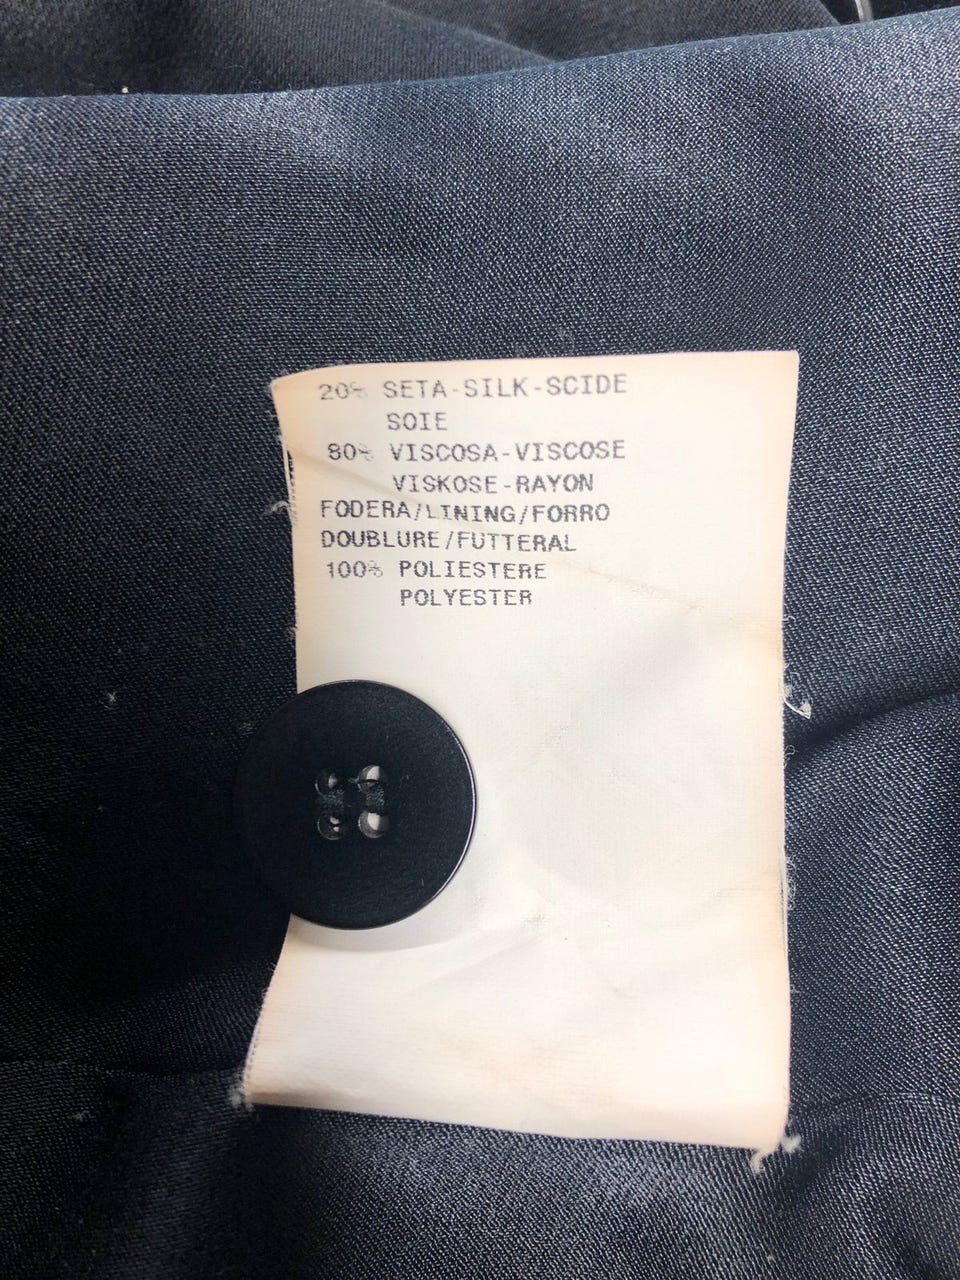 20% SETA-SILK-SCIDE
SOIE
80% VISCOSA-VISCOSE
VISKOSE-RAYON
FODERA/LINING/FORRO
DOUBLURE/FUTTERAL
100% POLIESTERE
POLYESTER